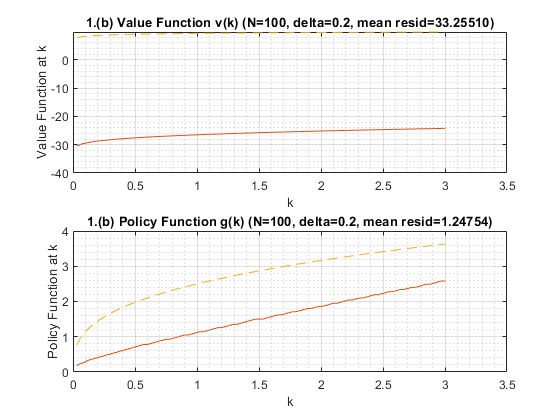 1.(b) Value Function v(k) (N=100, delta=0.2, mean resid=33.25510)
Value Function at k
0
-10
-20
-30
-40
0 0.5 1 1.5 2 2.5 3 3.5
k
1.(b) Policy Function g(k) (N=100, delta=0.2, mean resid=1.24754)
Policy Function at k
4
3
2
1
0
0 0.5 1 1.5 2 2.5 3 3.5
k